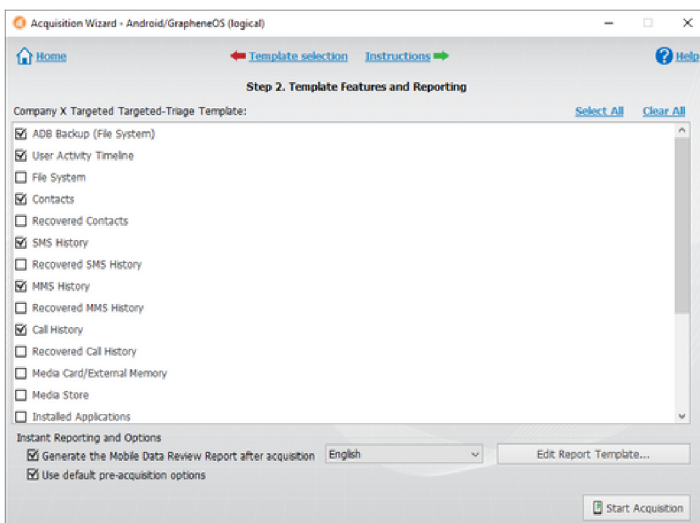 Acquisition Wizard - Android/GrapheneOS (logical)
Home Template selection Instructions Help
Step 2. Template Features and Reporting
Company X Targeted Targeted-Triage Template: Select All Clear All
ADB Backup (File System)
User Activity Timeline
File System
Contacts
Recovered Contacts
SMS History
Recovered SMS History
MMS History
Recovered MMS History
Call History
Recovered Call History
Media Card/External Memory
Media Store
Installed Applications
Instant Reporting and Options
Generate the Mobile Data Review Report after acquisition English Edit Report Template...
Use default pre-acquisition options
Start Acquisition